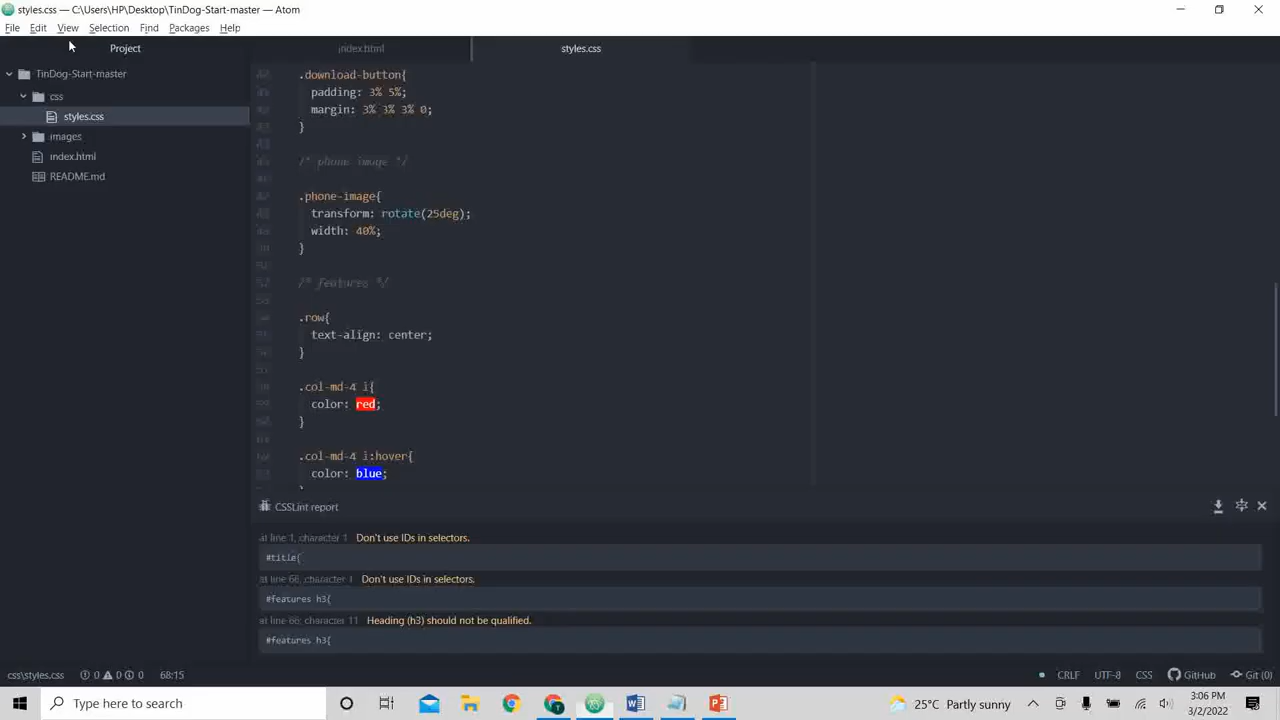 styles.css — C:\Users\HP\Desktop\TinDog-Start-master — Atom
File Edit View Selection Find Packages Help
Project
index.html
styles.css
TinDog-Start-master
css
styles.css
images
index.html
README.md
.download-button{
padding: 3% 5%;
margin: 3% 3% 3% 0;
}
/* phone image */
.phone-image{
transform: rotate(25deg);
width: 40%;
}
/* features */
.row{
text-align: center;
}
.col-md-4 i{
color: red;
}
.col-md-4 i:hover{
color: blue;
CSSLint report
at line 1, character 1 Don't use IDs in selectors.
#title{
at line 66, character 1 Don't use IDs in selectors.
#features h3{
at line 66, character 11 Heading (h3) should not be qualified.
#features h3{
css\styles.css 0 0 0 68:15 CRLF UTF-8 CSS GitHub Git (0)
Type here to search
25°C Partly sunny
3:06 PM
3/2/2022